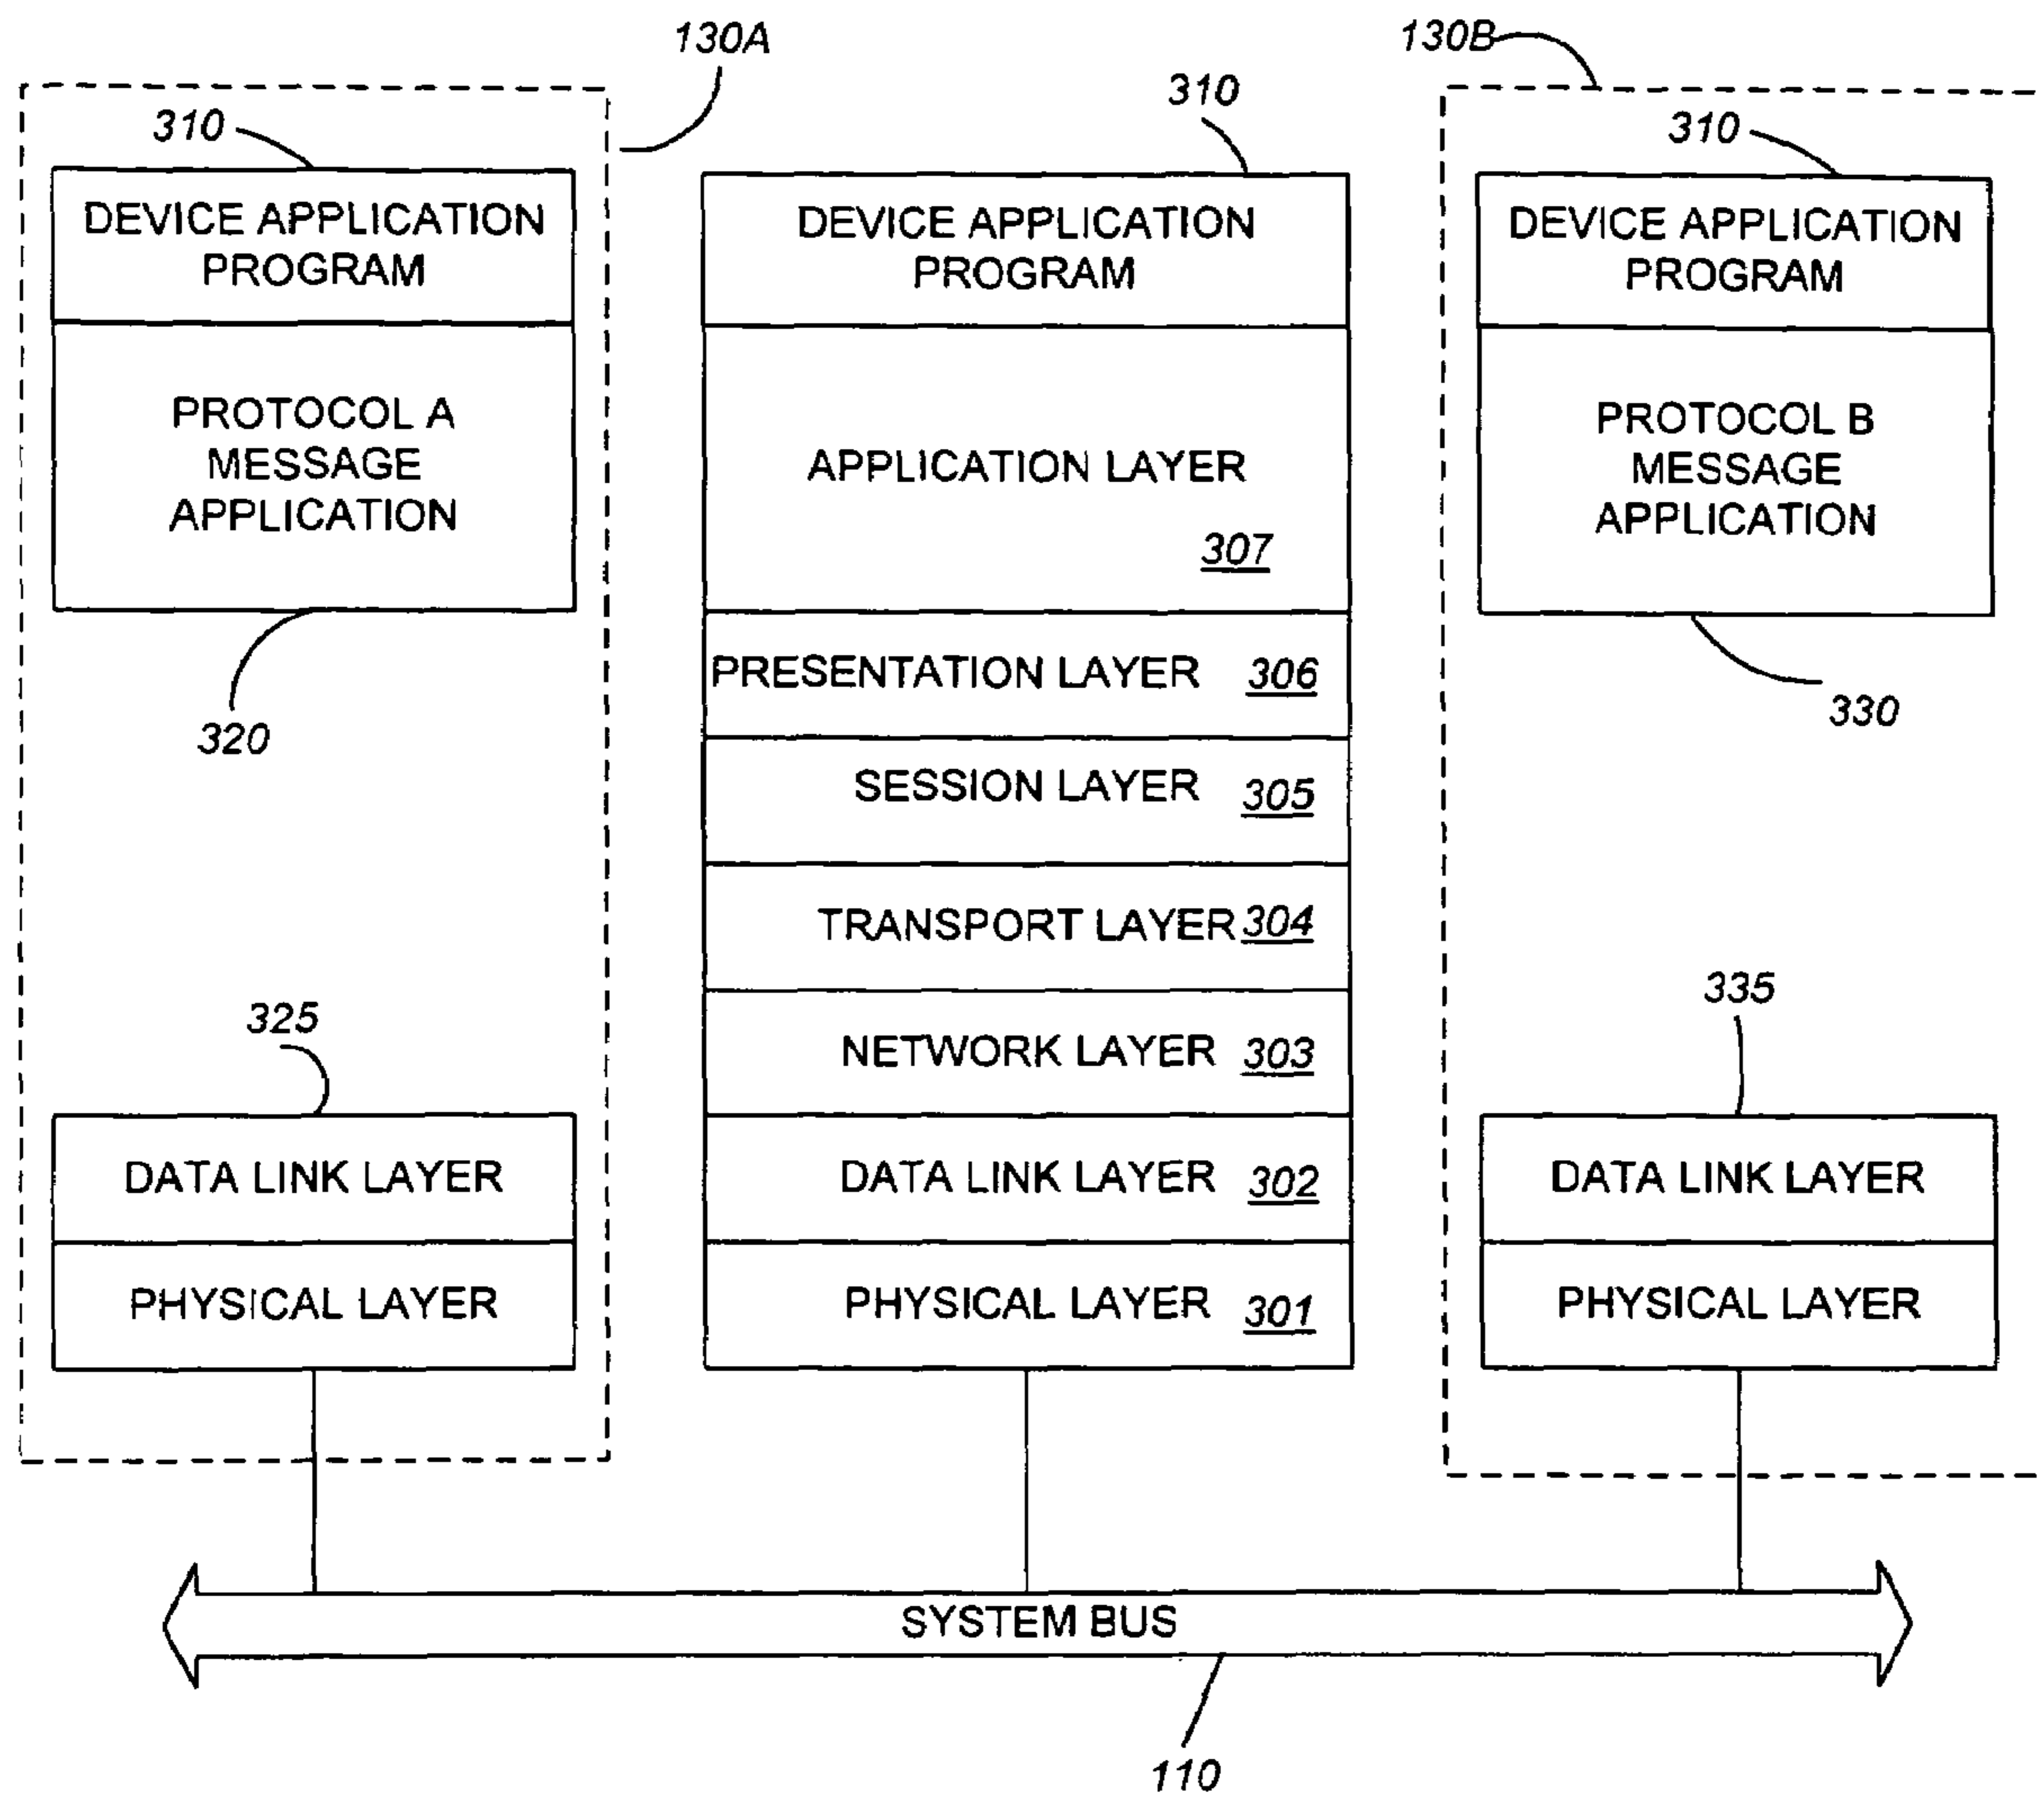 130A
130B
310
310
310
DEVICE APPLICATION
PROGRAM
DEVICE APPLICATION
PROGRAM
DEVICE APPLICATION
PROGRAM
PROTOCOL A
MESSAGE
APPLICATION
APPLICATION LAYER
307
PROTOCOL B
MESSAGE
APPLICATION
320
PRESENTATION LAYER 306
330
SESSION LAYER 305
TRANSPORT LAYER 304
325
NETWORK LAYER 303
335
DATA LINK LAYER
DATA LINK LAYER 302
DATA LINK LAYER
PHYSICAL LAYER
PHYSICAL LAYER 301
PHYSICAL LAYER
SYSTEM BUS
110